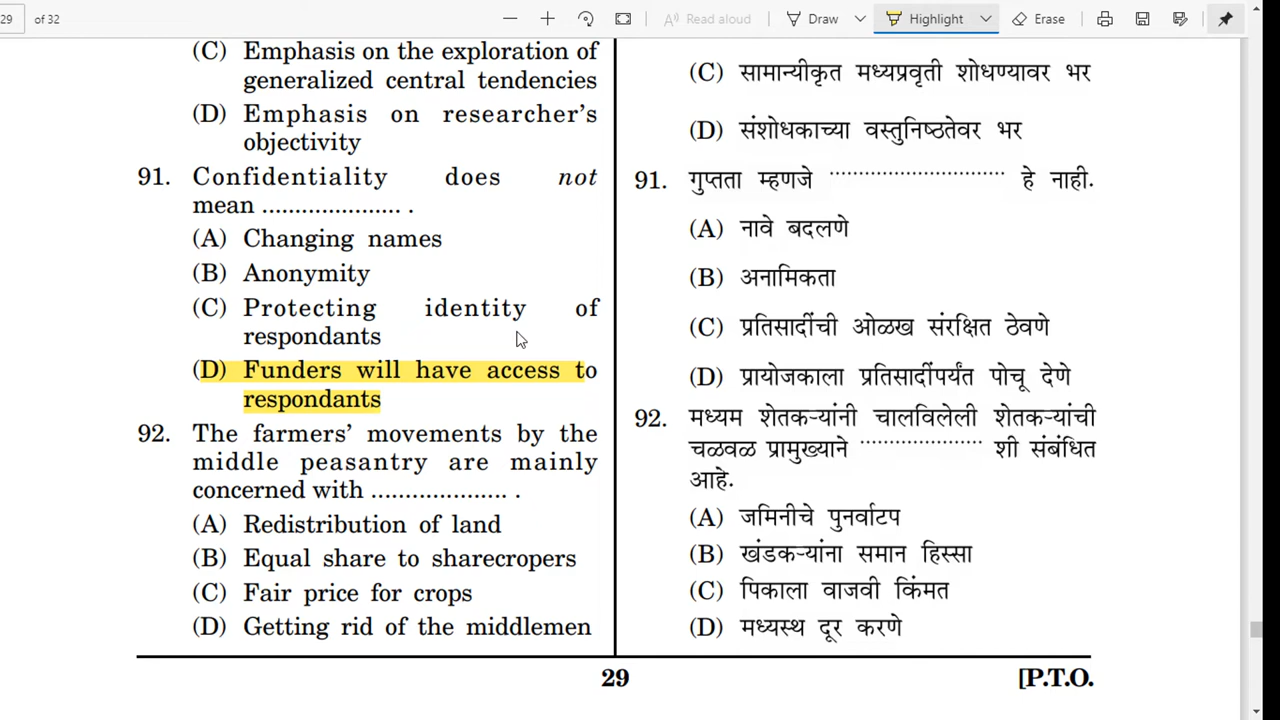 29 of 32
Read aloud
Draw
Highlight
Erase
(C) Emphasis on the exploration of
generalized central tendencies
(D) Emphasis on researcher's
objectivity
91. Confidentiality does not
mean ..................... .
(A) Changing names
(B) Anonymity
(C) Protecting identity of
respondants
(D) Funders will have access to
respondants
92. The farmers' movements by the
middle peasantry are mainly
concerned with .................... .
(A) Redistribution of land
(B) Equal share to sharecropers
(C) Fair price for crops
(D) Getting rid of the middlemen
(C) सामान्यीकृत मध्यप्रवृती शोधण्यावर भर
(D) संशोधकाच्या वस्तुनिष्ठतेवर भर
91. गुप्तता म्हणजे .............................. हे नाही.
(A) नावे बदलणे
(B) अनामिकता
(C) प्रतिसादींची ओळख संरक्षित ठेवणे
(D) प्रायोजकाला प्रतिसादींपर्यंत पोचू देणे
92. मध्यम शेतकऱ्यांनी चालविलेली शेतकऱ्यांची
चळवळ प्रामुख्याने ..................... शी संबंधित
आहे.
(A) जमिनीचे पुनर्वाटप
(B) खंडकऱ्यांना समान हिस्सा
(C) पिकाला वाजवी किंमत
(D) मध्यस्थ दूर करणे
29
[P.T.O.